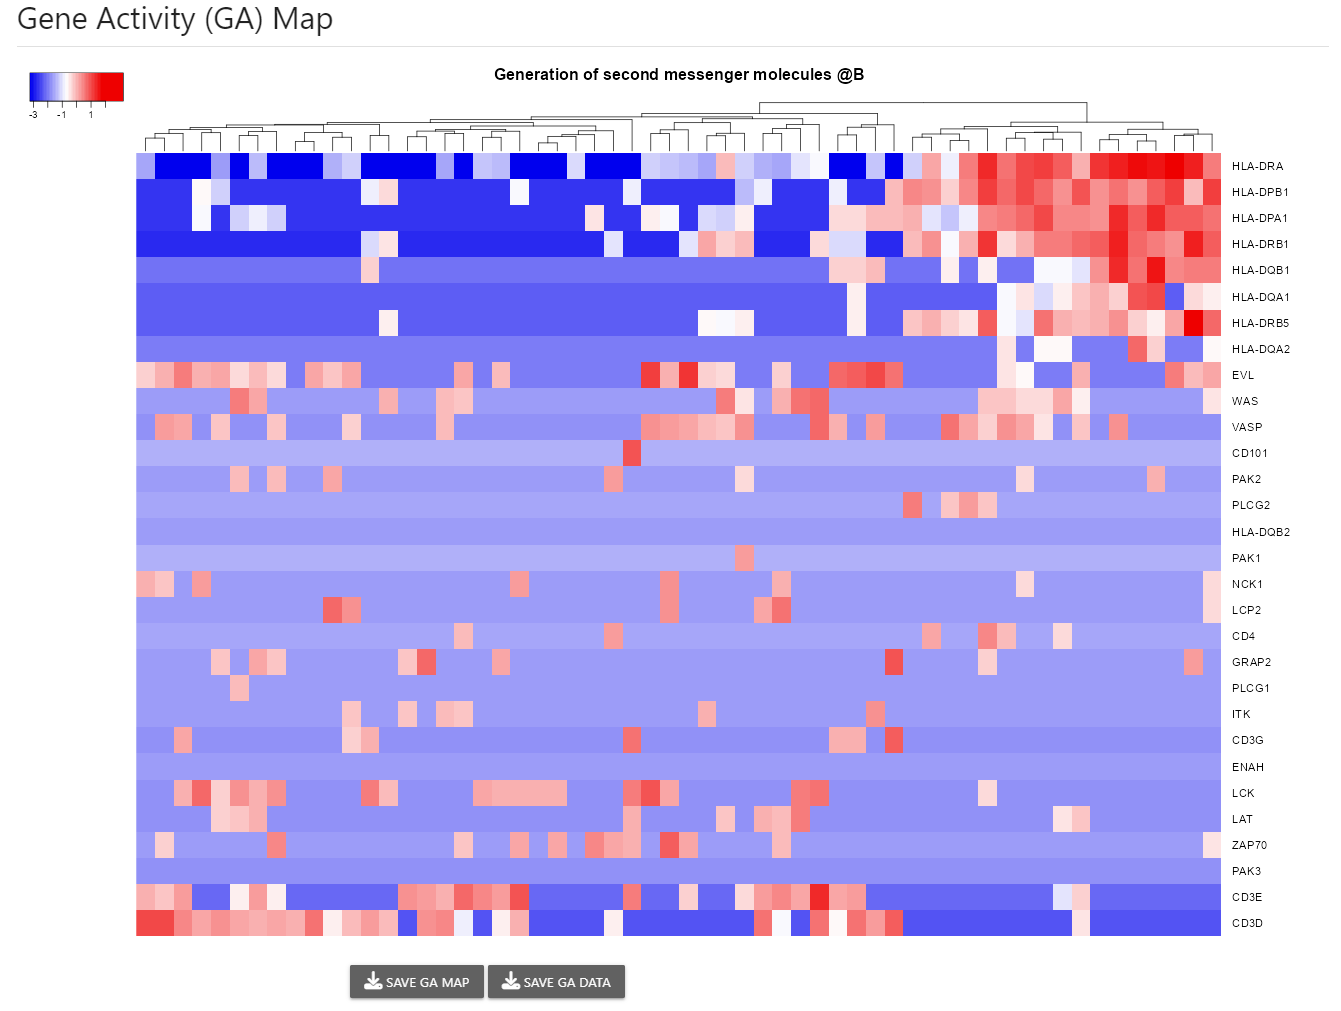 Gene Activity (GA) Map
Generation of second messenger molecules @B
-3 -1 1
HLA-DRA
HLA-DPB1
HLA-DPA1
HLA-DRB1
HLA-DQB1
HLA-DQA1
HLA-DRB5
HLA-DQA2
EVL
WAS
VASP
CD101
PAK2
PLCG2
HLA-DQB2
PAK1
NCK1
LCP2
CD4
GRAP2
PLCG1
ITK
CD3G
ENAH
LCK
LAT
ZAP70
PAK3
CD3E
CD3D
SAVE GA MAP SAVE GA DATA